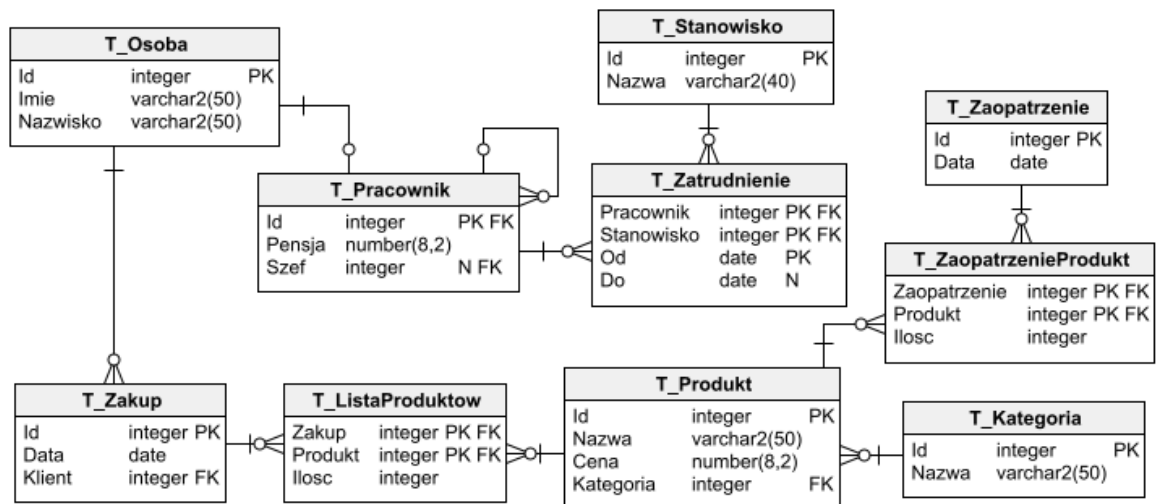 T_Osoba
Id integer PK
Imie varchar2(50)
Nazwisko varchar2(50)
T_Stanowisko
Id integer PK
Nazwa varchar2(40)
T_Zaopatrzenie
Id integer PK
Data date
T_Pracownik
Id integer PK FK
Pensja number(8,2)
Szef integer N FK
T_Zatrudnienie
Pracownik integer PK FK
Stanowisko integer PK FK
Od date PK
Do date N
T_ZaopatrzenieProdukt
Zaopatrzenie integer PK FK
Produkt integer PK FK
Ilosc integer
T_Zakup
Id integer PK
Data date
Klient integer FK
T_ListaProduktow
Zakup integer PK FK
Produkt integer PK FK
Ilosc integer
T_Produkt
Id integer PK
Nazwa varchar2(50)
Cena number(8,2)
Kategoria integer FK
T_Kategoria
Id integer PK
Nazwa varchar2(50)